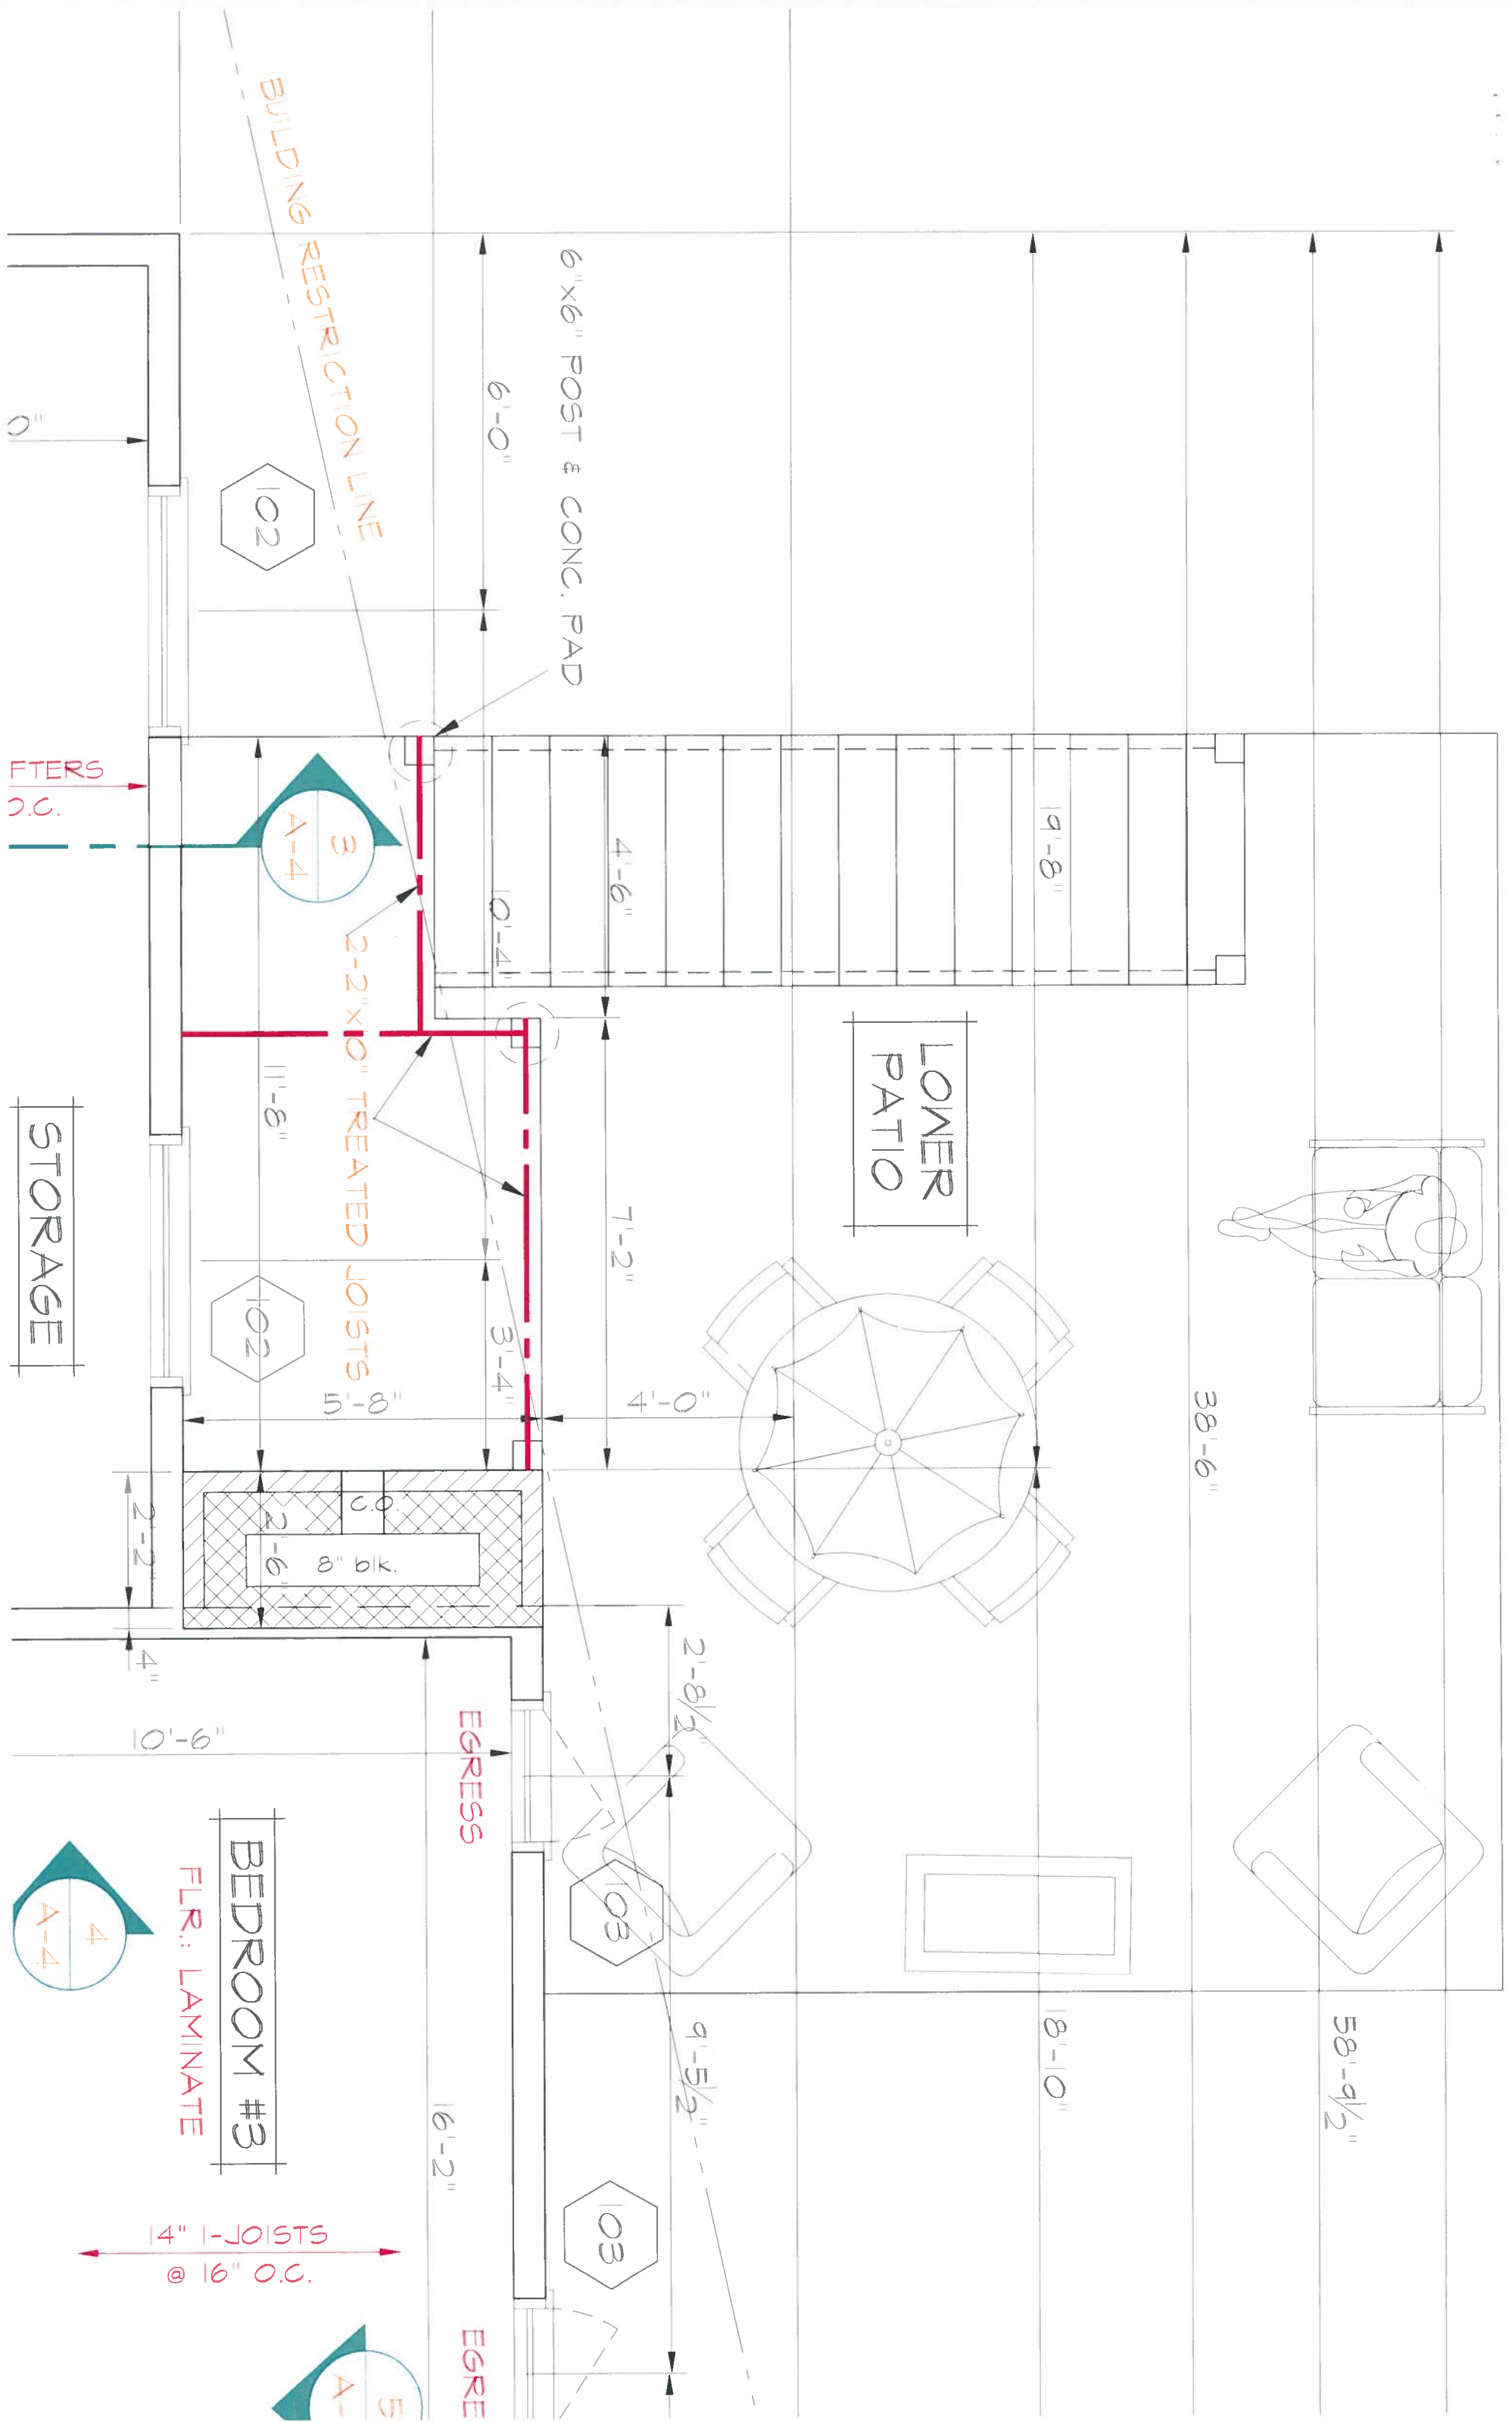 BUILDING RESTRICTION LINE
6'-0"
6"x6" POST & CONC. PAD
0"
102
FTERS
O.C.
3
A-4
4'-6"
10'-4"
19'-8"
2-2"x10" TREATED JOISTS
11'-8"
LOWER
PATIO
STORAGE
7'-2"
102
3'-4"
5'-8"
4'-0"
38'-6"
C.O.
8" blk.
2'-2"
2'-6"
4"
2'-8 1/2"
10'-6"
EGRESS
BEDROOM #3
FLR.: LAMINATE
4
A-4
103
9'-5 1/2"
18'-10"
58'-9 1/2"
16'-2"
103
14" I-JOISTS
@ 16" O.C.
EGRE
5
A-